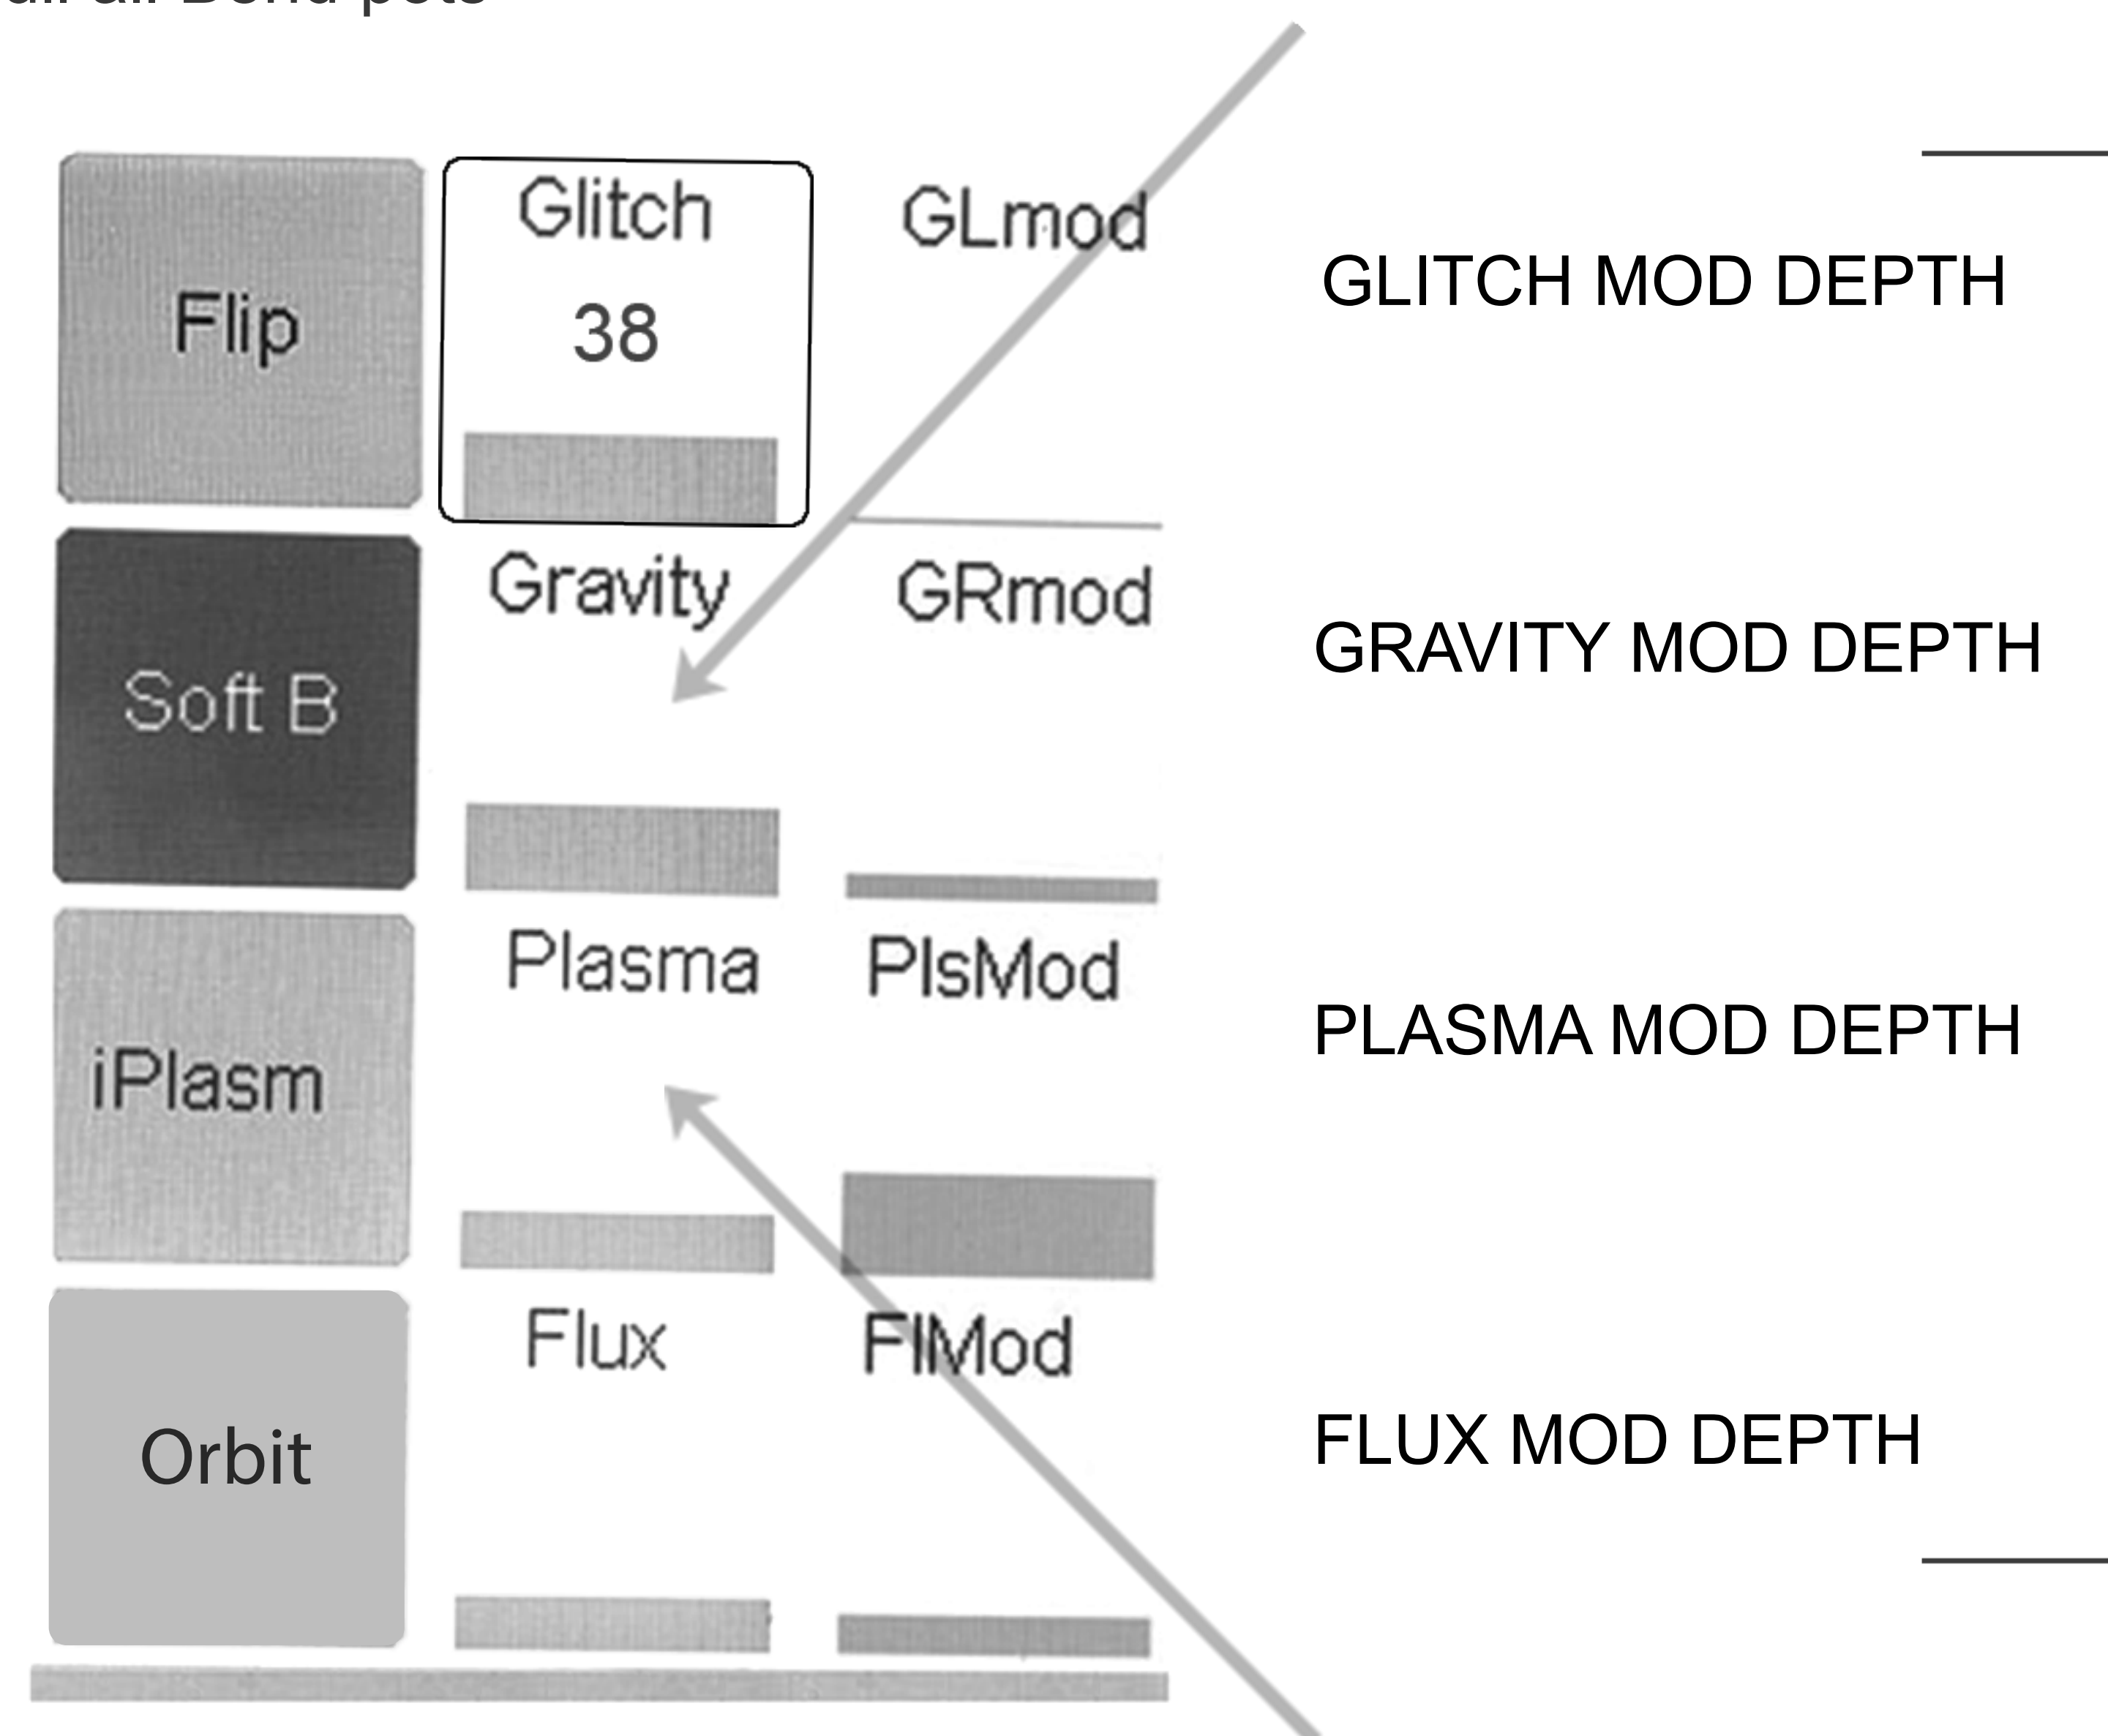 Flip
Glitch
38
GLmod
GLITCH MOD DEPTH
Soft B
Gravity
GRmod
GRAVITY MOD DEPTH
iPlasm
Plasma
PlsMod
PLASMA MOD DEPTH
Orbit
Flux
FlMod
FLUX MOD DEPTH